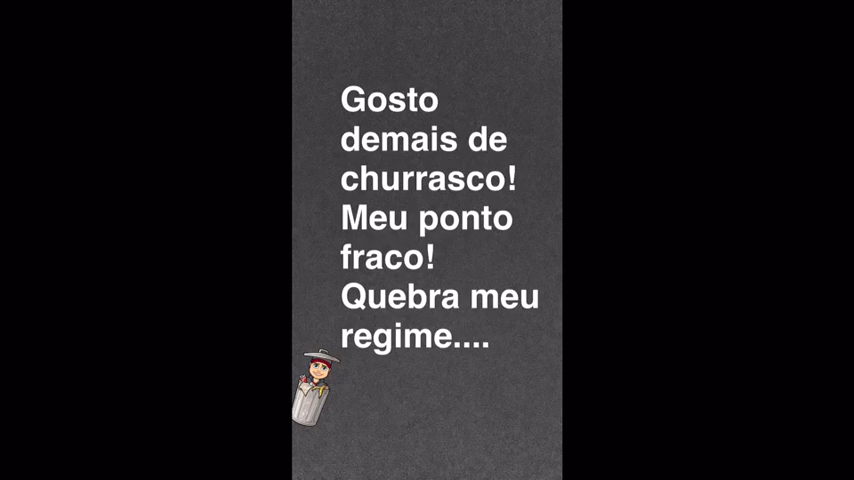 Gosto
demais de
churrasco!
Meu ponto
fraco!
Quebra meu
regime....